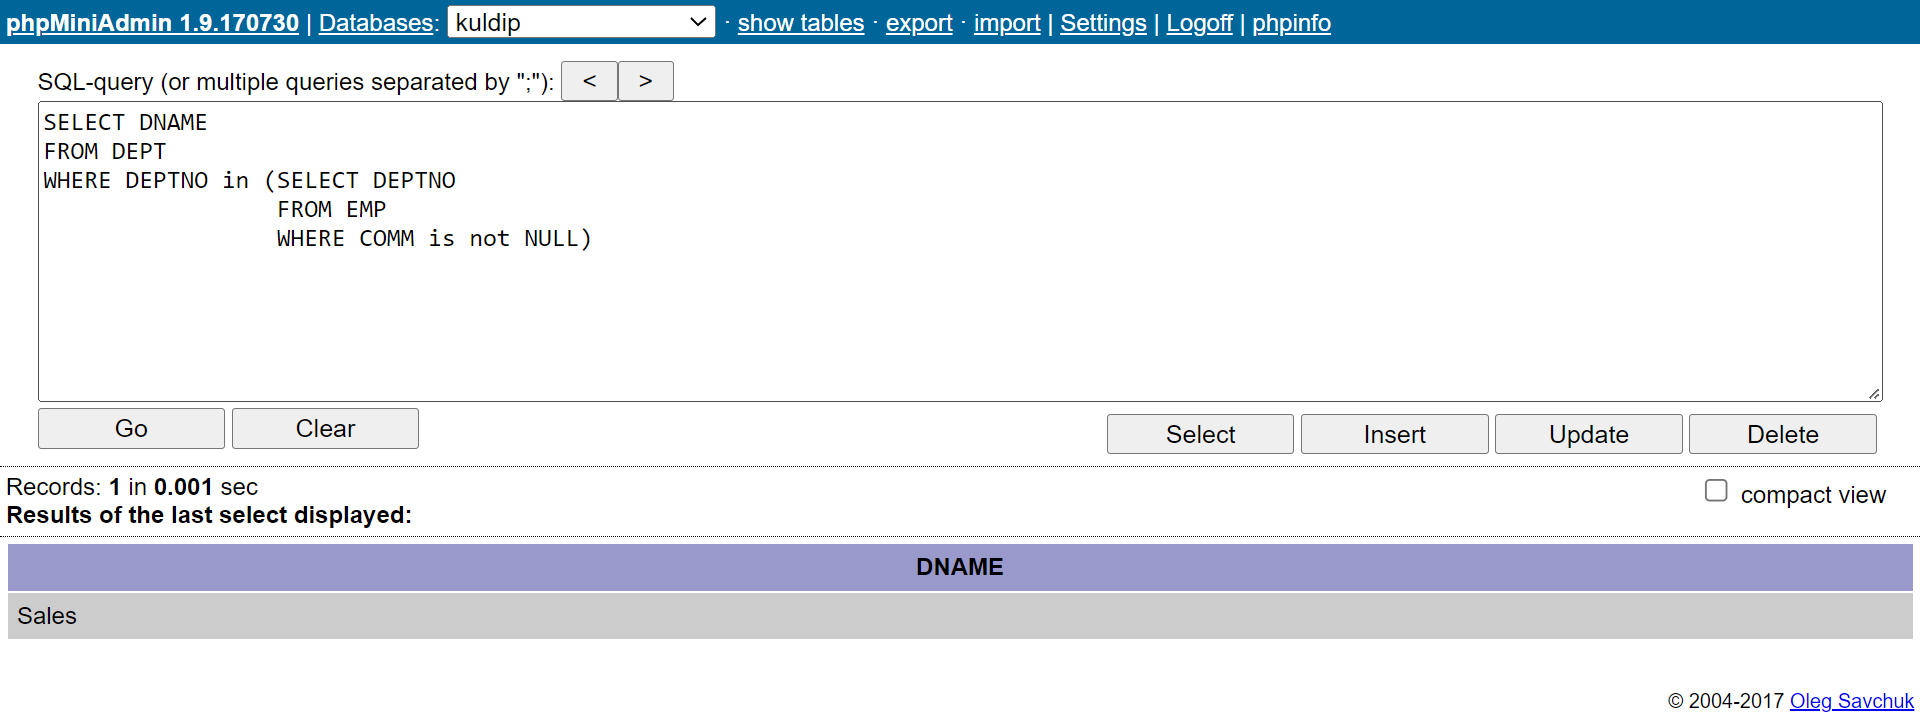 phpMiniAdmin 1.9.170730 | Databases: kuldip · show tables · export · import | Settings | Logoff | phpinfo
SQL-query (or multiple queries separated by ";"): < >
SELECT DNAME
FROM DEPT
WHERE DEPTNO in (SELECT DEPTNO
FROM EMP
WHERE COMM is not NULL)
Go Clear Select Insert Update Delete
Records: 1 in 0.001 sec
compact view
Results of the last select displayed:
DNAME
Sales
© 2004-2017 Oleg Savchuk